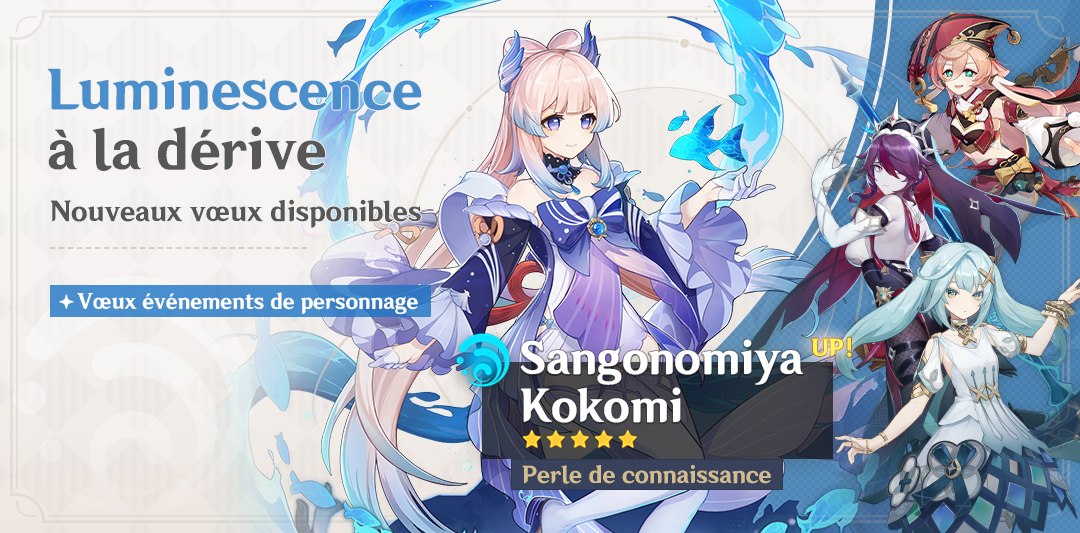 Luminescence
à la dérive
Nouveaux vœux disponibles
Vœux événements de personnage
UP!
Sangonomiya
Kokomi
Perle de connaissance